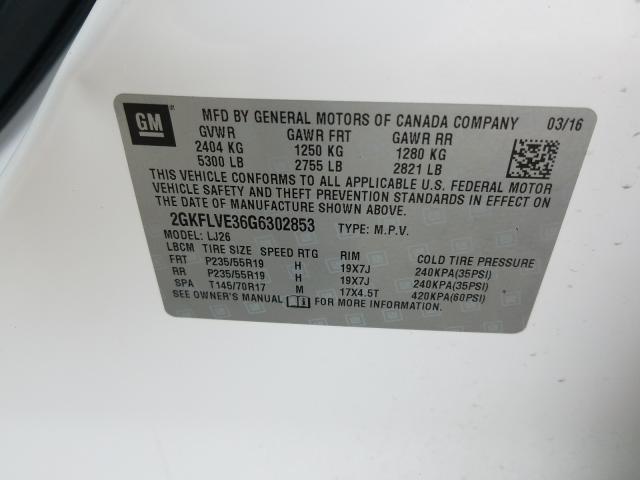 GM
MFD BY GENERAL MOTORS OF CANADA COMPANY 03/16
GVWR GAWR FRT GAWR RR
2404 KG 1250 KG 1280 KG
5300 LB 2755 LB 2821 LB
THIS VEHICLE CONFORMS TO ALL APPLICABLE U.S. FEDERAL MOTOR
VEHICLE SAFETY AND THEFT PREVENTION STANDARDS IN EFFECT ON
THE DATE OF MANUFACTURE SHOWN ABOVE.
2GKFLVE36G6302853 TYPE: M.P.V.
MODEL: LJ26
LBCM TIRE SIZE SPEED RTG RIM COLD TIRE PRESSURE
FRT P235/55R19 H 19X7J 240KPA(35PSI)
RR P235/55R19 H 19X7J 240KPA(35PSI)
SPA T145/70R17 M 17X4.5T 420KPA(60PSI)
SEE OWNER'S MANUAL FOR MORE INFORMATION.